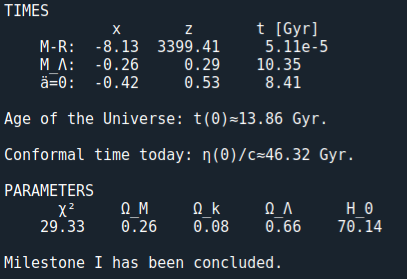 TIMES
x z t [Gyr]
M-R: -8.13 3399.41 5.11e-5
M_Λ: -0.26 0.29 10.35
ä=0: -0.42 0.53 8.41
Age of the Universe: t(0)≈13.86 Gyr.
Conformal time today: η(0)/c≈46.32 Gyr.
PARAMETERS
χ² Ω_M Ω_k Ω_Λ H_0
29.33 0.26 0.08 0.66 70.14
Milestone I has been concluded.